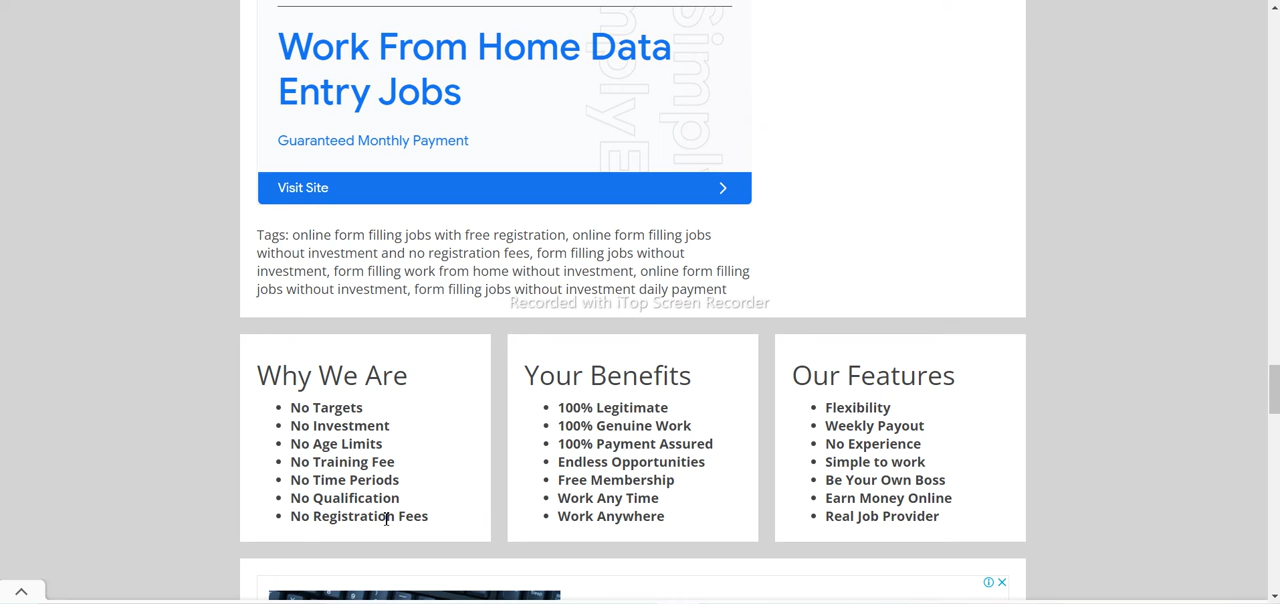 Work From Home Data
Entry Jobs
Guaranteed Monthly Payment
Visit Site
Tags: online form filling jobs with free registration, online form filling jobs
without investment and no registration fees, form filling jobs without
investment, form filling work from home without investment, online form filling
jobs without investment, form filling jobs without investment daily payment
Recorded with iTop Screen Recorder
Why We Are
No Targets
No Investment
No Age Limits
No Training Fee
No Time Periods
No Qualification
No Registration Fees
Your Benefits
100% Legitimate
100% Genuine Work
100% Payment Assured
Endless Opportunities
Free Membership
Work Any Time
Work Anywhere
Our Features
Flexibility
Weekly Payout
No Experience
Simple to work
Be Your Own Boss
Earn Money Online
Real Job Provider